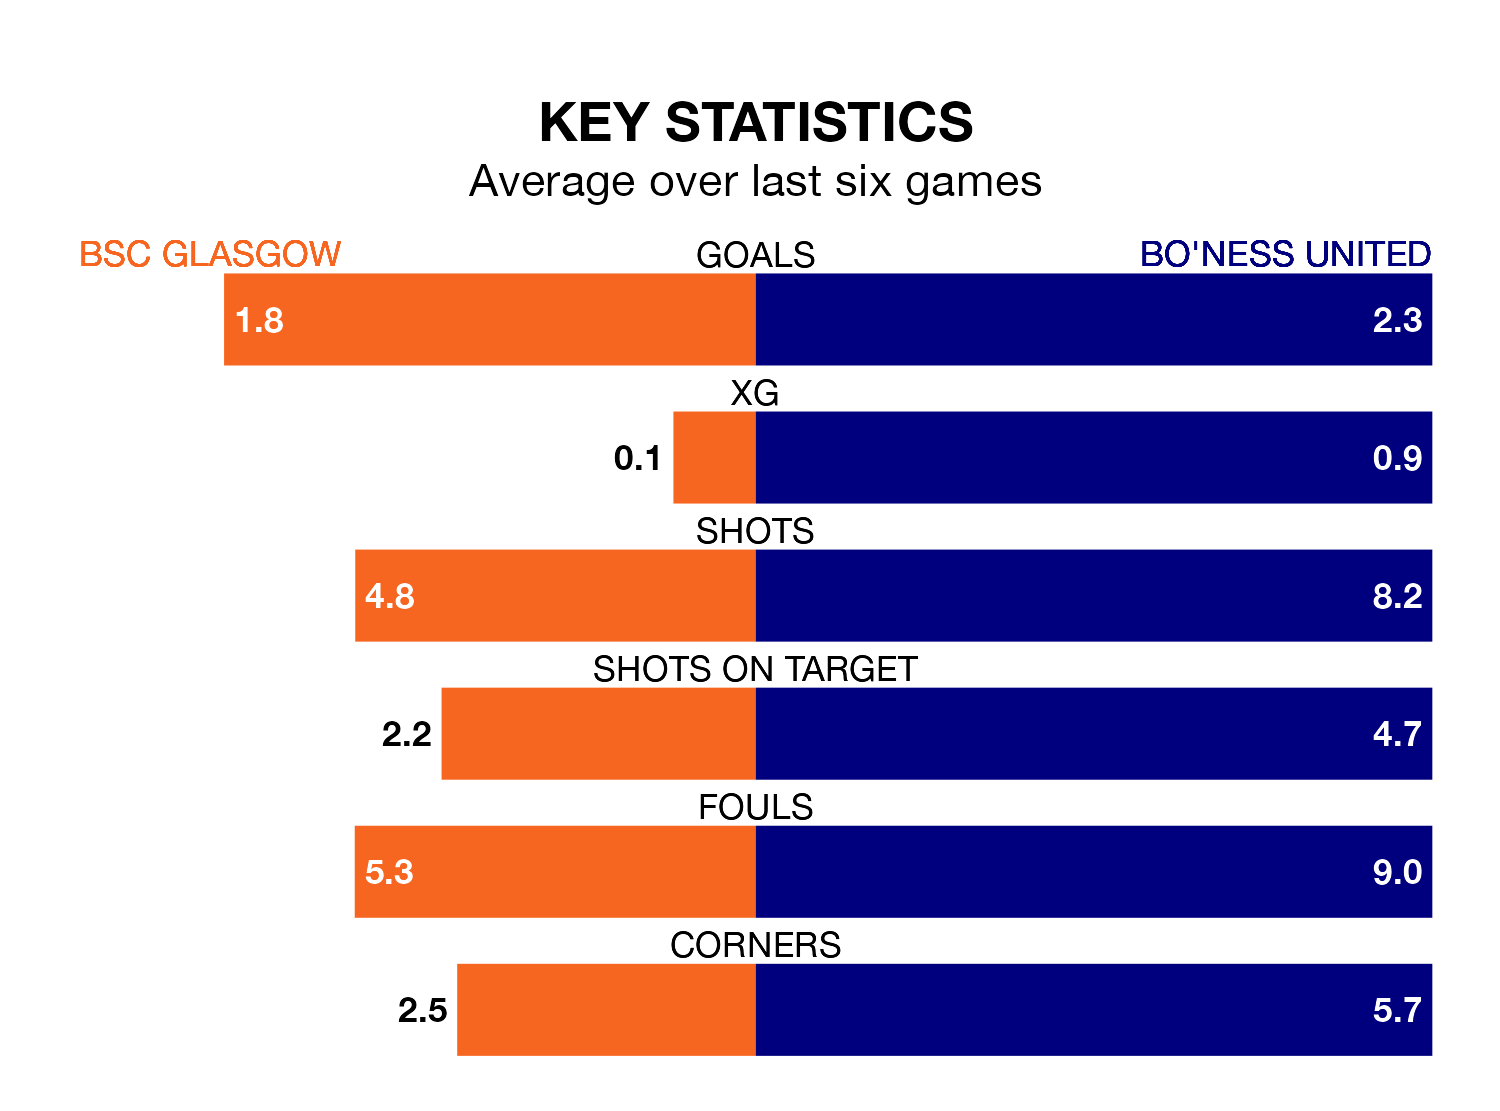 KEY STATISTICS
Average over last six games
BSC GLASGOW GOALS BO'NESS UNITED
1.8 2.3
XG
0.1 0.9
SHOTS
4.8 8.2
SHOTS ON TARGET
2.2 4.7
FOULS
5.3 9.0
CORNERS
2.5 5.7